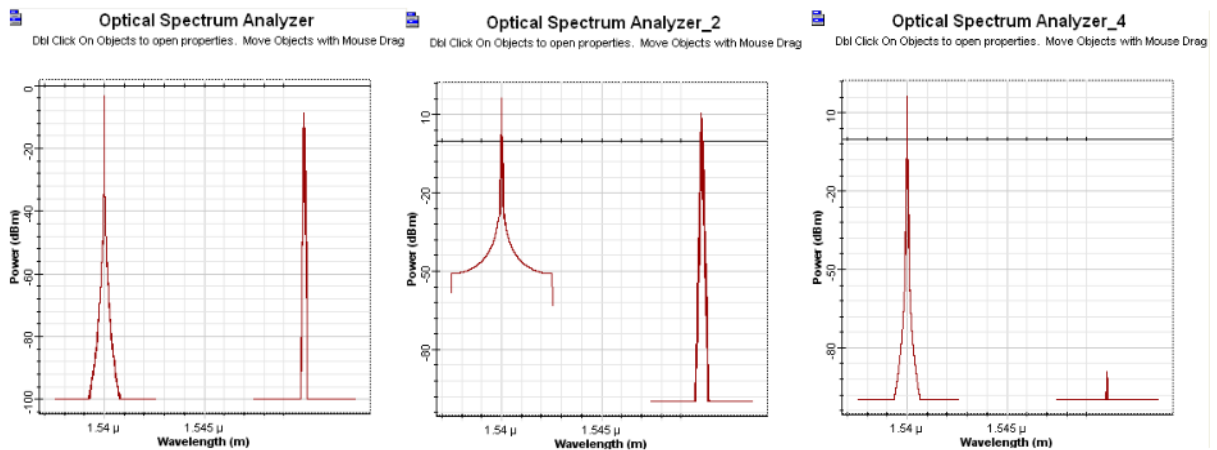 Optical Spectrum Analyzer
Dbl Click On Objects to open properties. Move Objects with Mouse Drag
Power (dBm)
0
-20
-40
-60
-80
-100
1.54 µ
1.545 µ
Wavelength (m)
Optical Spectrum Analyzer_2
Dbl Click On Objects to open properties. Move Objects with Mouse Drag
Power (dBm)
10
-20
-50
-80
1.54 µ
1.545 µ
Wavelength (m)
Optical Spectrum Analyzer_4
Dbl Click On Objects to open properties. Move Objects with Mouse Drag
Power (dBm)
10
-20
-50
-80
1.54 µ
1.545 µ
Wavelength (m)